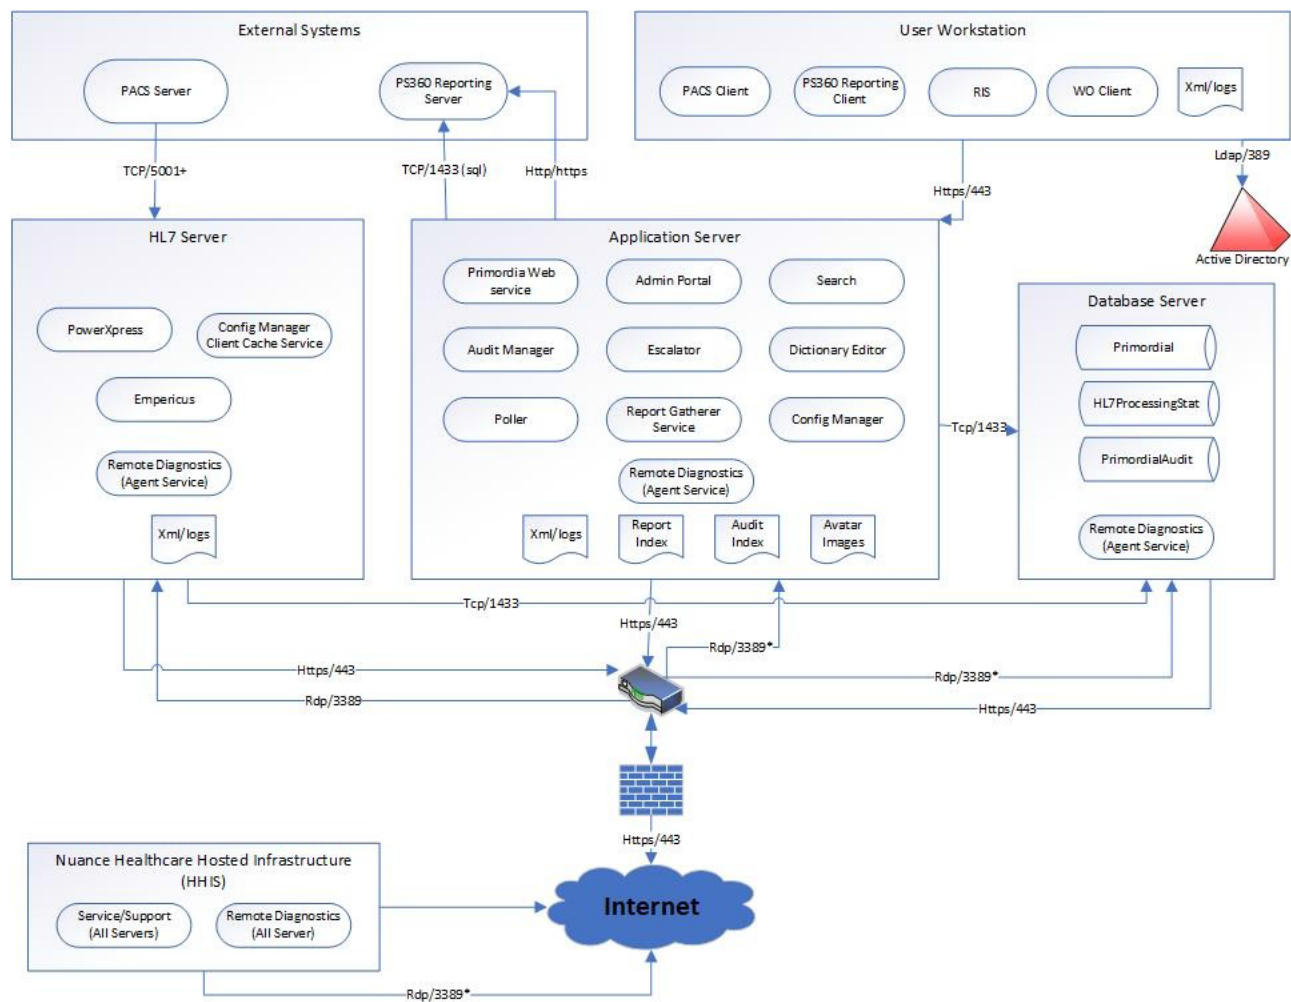 External Systems
PACS Server
PS360 Reporting
Server
User Workstation
PACS Client
PS360 Reporting
Client
RIS
WO Client
Xml/logs
TCP/5001+
TCP/1433 (sql)
Http/https
Https/443
Ldap/389
Active Directory
HL7 Server
PowerXpress
Config Manager
Client Cache Service
Empericus
Remote Diagnostics
(Agent Service)
Xml/logs
Application Server
Primordia Web
service
Admin Portal
Search
Audit Manager
Escalator
Dictionary Editor
Poller
Report Gatherer
Service
Config Manager
Remote Diagnostics
(Agent Service)
Xml/logs
Report
Index
Audit
Index
Avatar
Images
Tcp/1433
Database Server
Primordial
HL7ProcessingStat
PrimordialAudit
Remote Diagnostics
(Agent Service)
Tcp/1433
Https/443
Rdp/3389*
Https/443
Rdp/3389*
Rdp/3389
Https/443
Https/443
Nuance Healthcare Hosted Infrastructure
(HHIS)
Service/Support
(All Servers)
Remote Diagnostics
(All Server)
Internet
Rdp/3389*